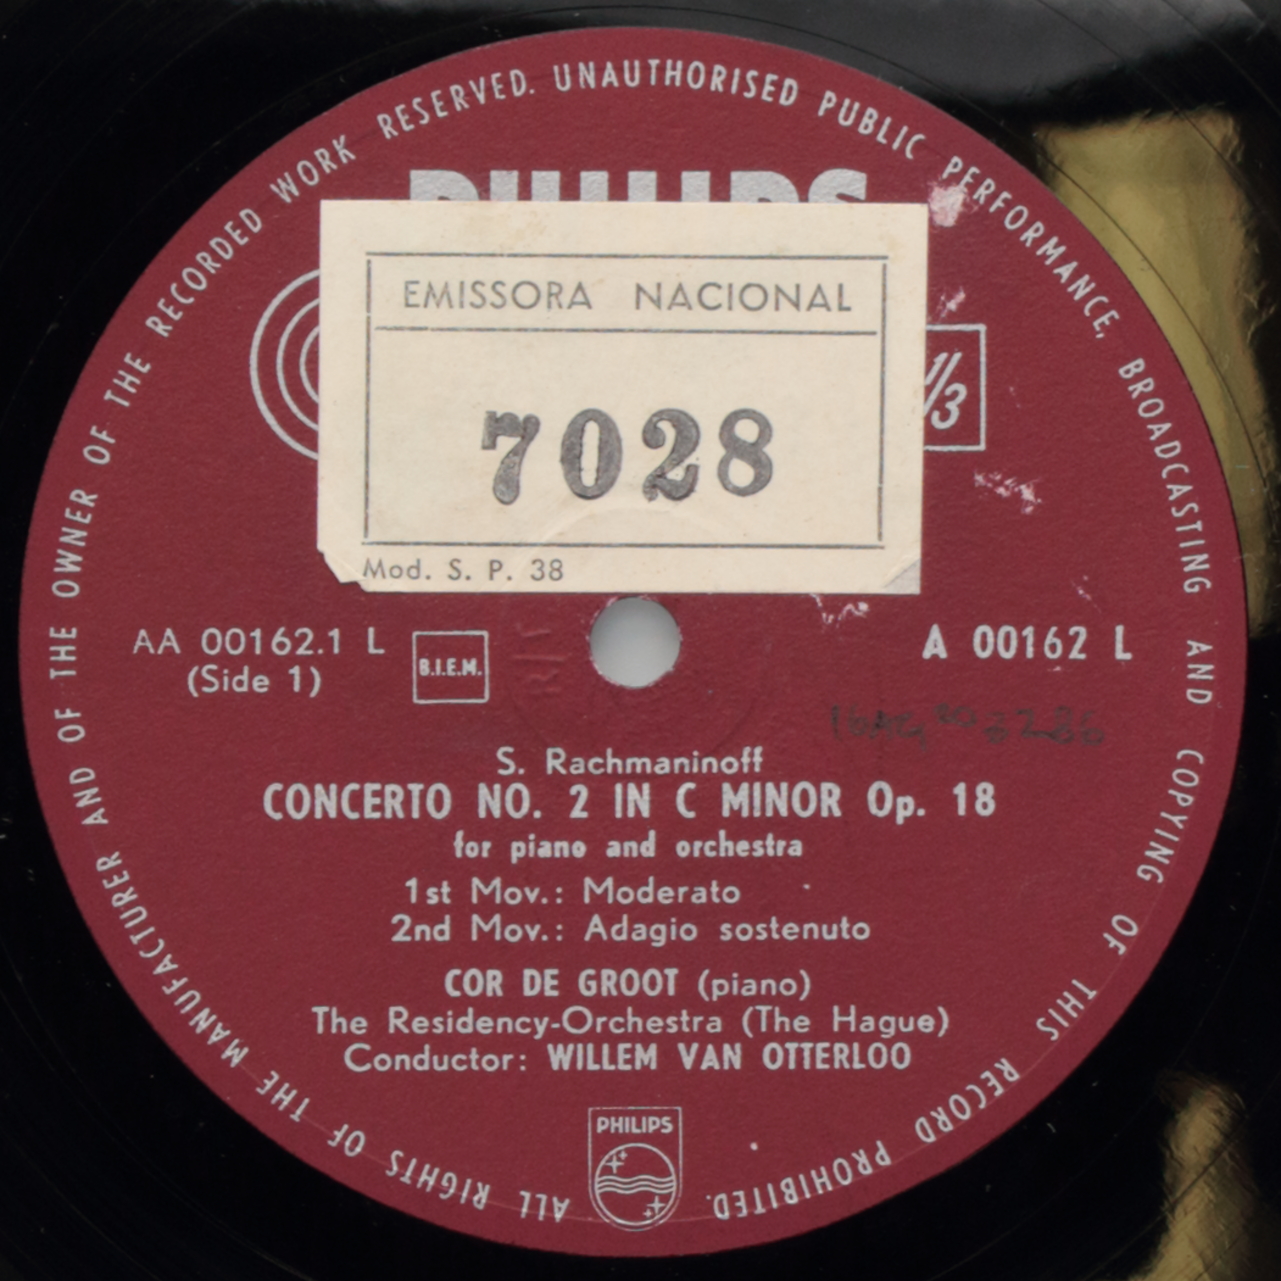 ALL RIGHTS OF THE MANUFACTURER AND OF THE OWNER OF THE RECORDED WORK RESERVED. UNAUTHORISED PUBLIC PERFORMANCE, BROADCASTING AND COPYING OF THIS RECORD PROHIBITED.
PHILIPS
EMISSORA NACIONAL
7028
Mod. S. P. 38
1/3
AA 00162.1 L
(Side 1)
B.I.E.M.
A 00162 L
S. Rachmaninoff
CONCERTO NO. 2 IN C MINOR Op. 18
for piano and orchestra
1st Mov.: Moderato
2nd Mov.: Adagio sostenuto
COR DE GROOT (piano)
The Residency-Orchestra (The Hague)
Conductor: WILLEM VAN OTTERLOO
PHILIPS